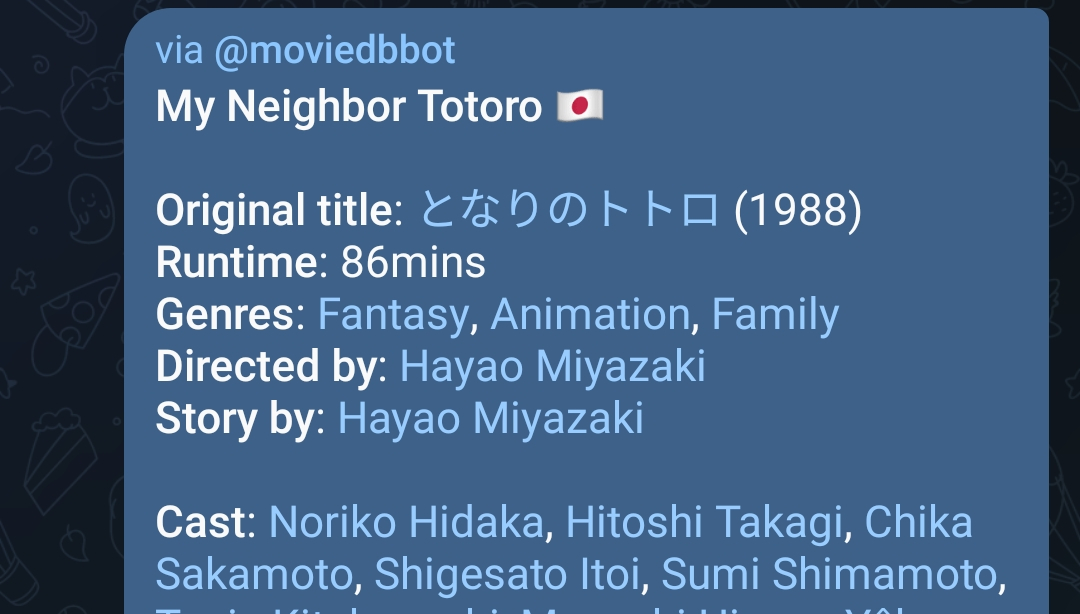 via @moviedbbot
My Neighbor Totoro 🇯🇵
Original title: となりのトトロ (1988)
Runtime: 86mins
Genres: Fantasy, Animation, Family
Directed by: Hayao Miyazaki
Story by: Hayao Miyazaki
Cast: Noriko Hidaka, Hitoshi Takagi, Chika
Sakamoto, Shigesato Itoi, Sumi Shimamoto,